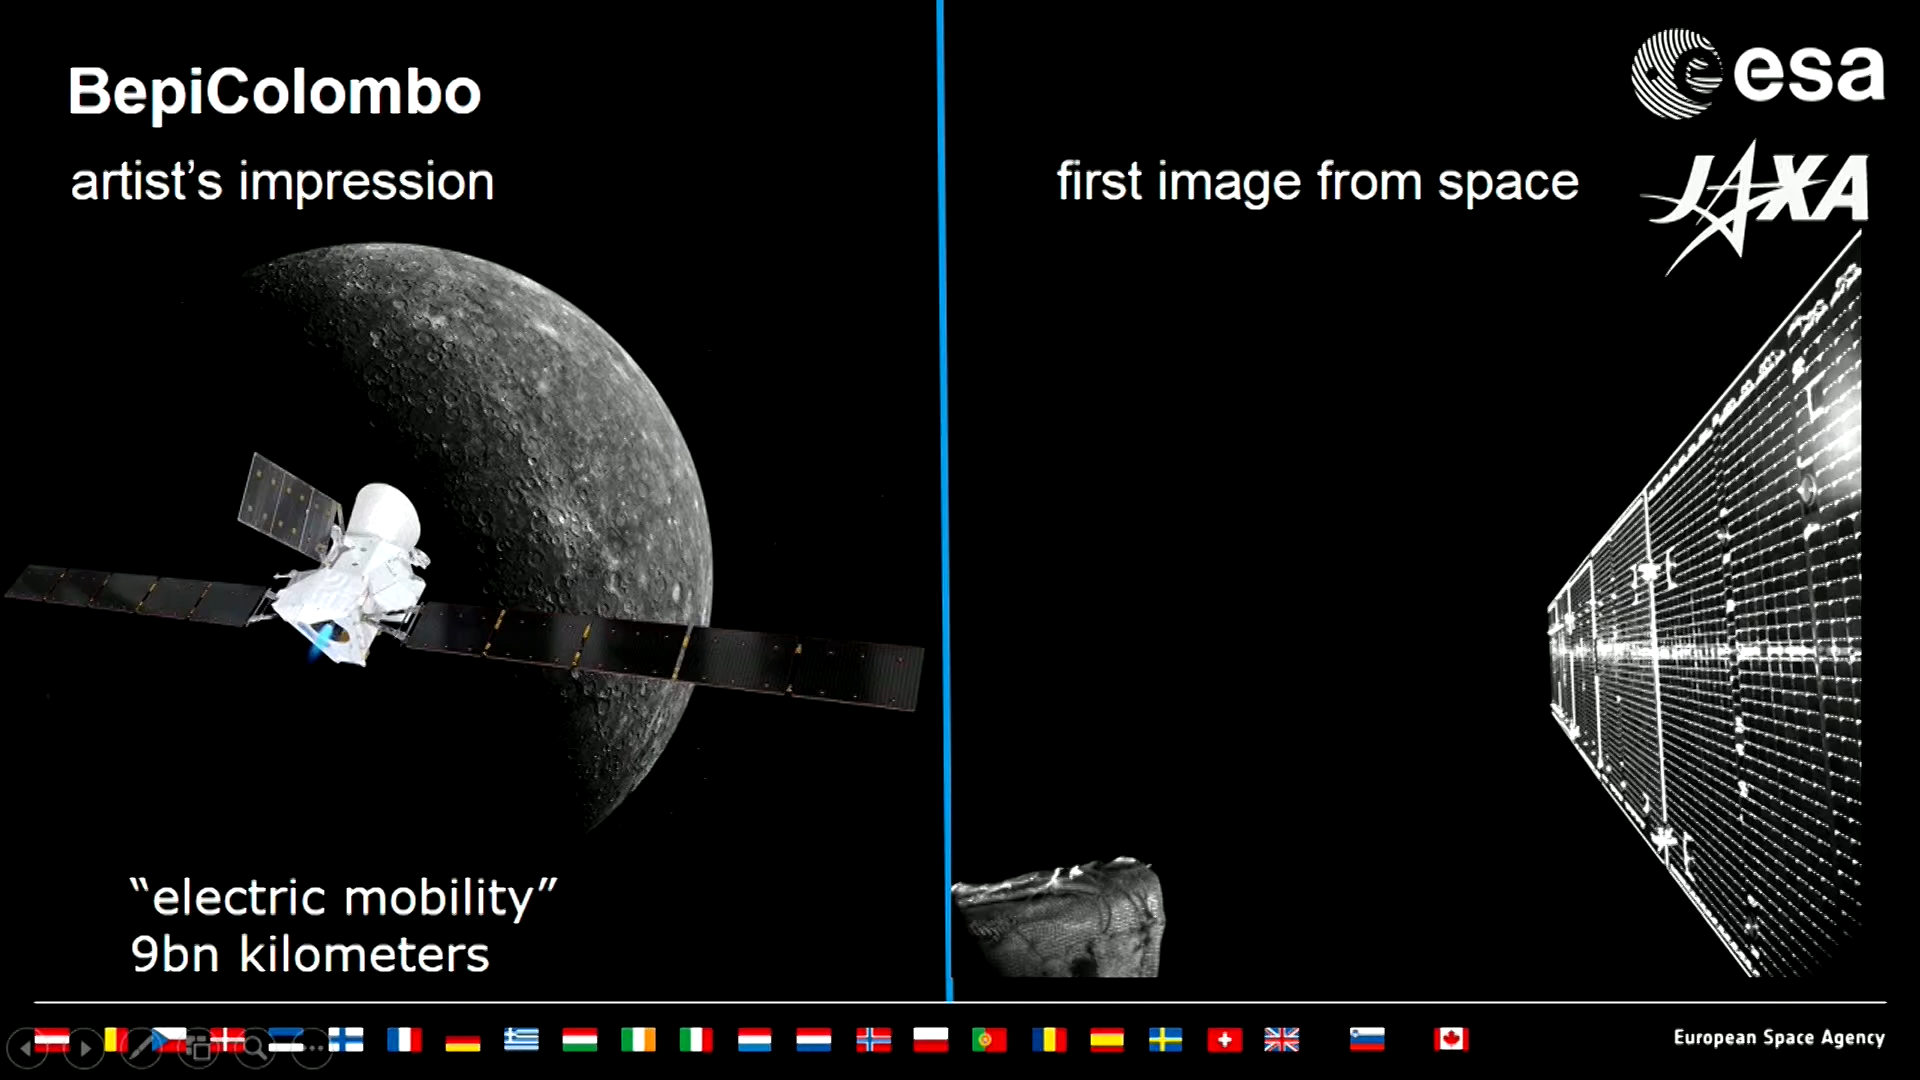 BepiColombo
artist’s impression
“electric mobility”
9bn kilometers
first image from space
esa
JAXA
European Space Agency